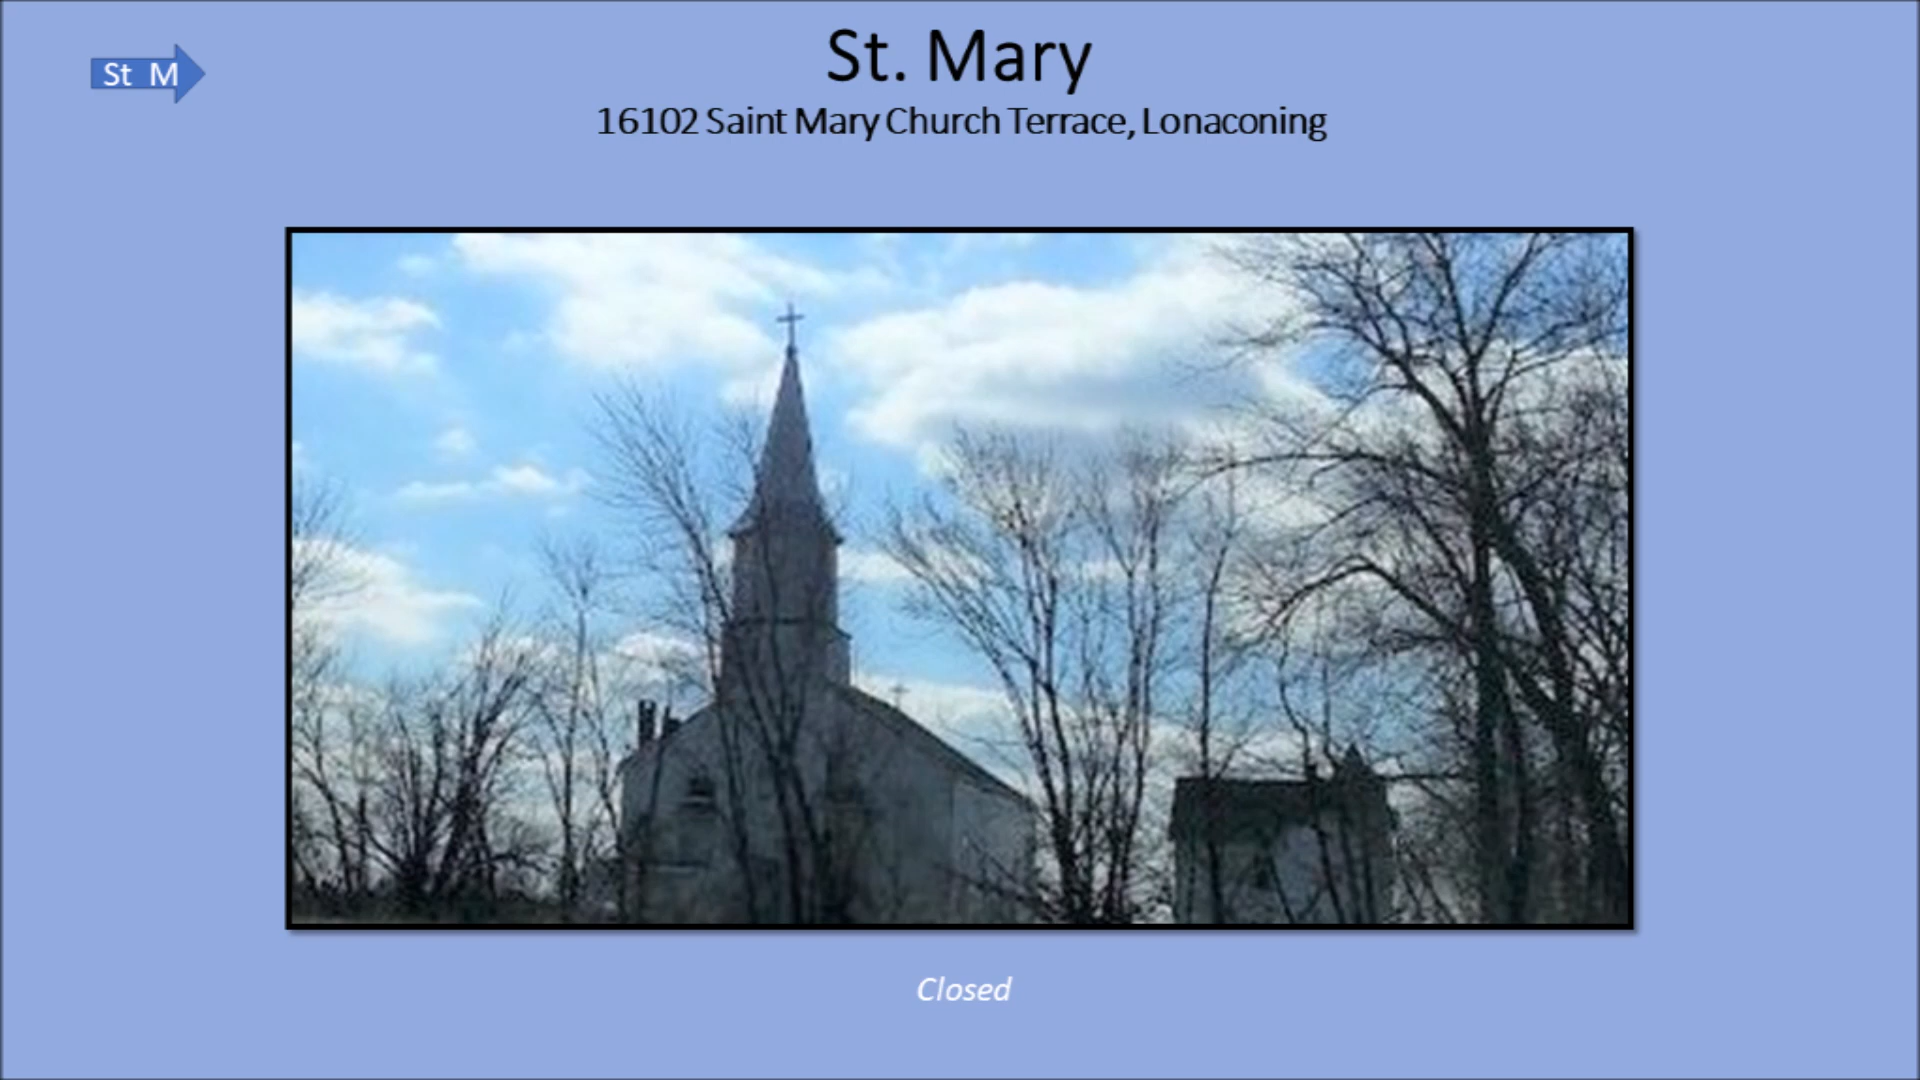 St. Mary
St M
16102 Saint Mary Church Terrace, Lonaconing
Closed